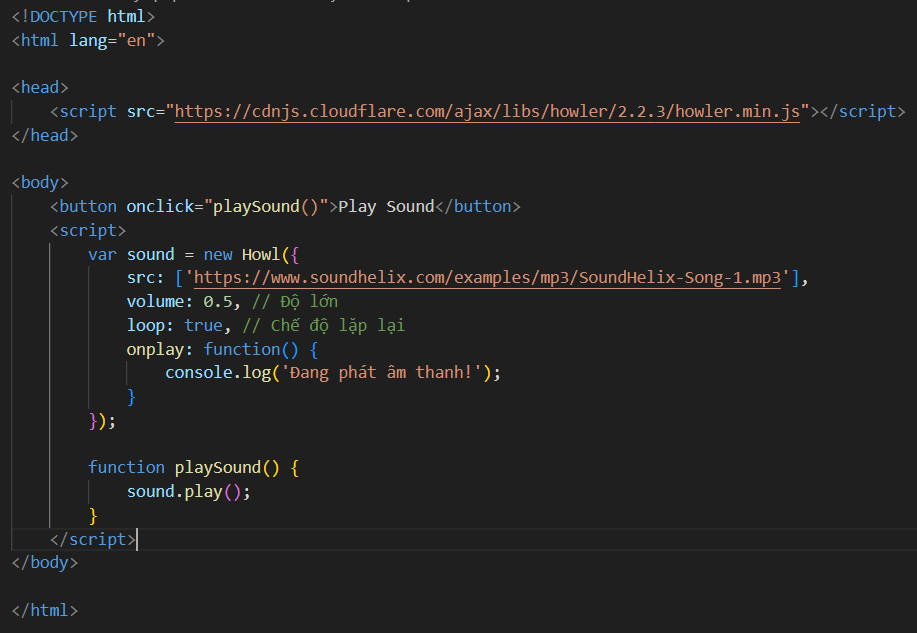 <!DOCTYPE html>
<html lang="en">
<head>
    <script src="https://cdnjs.cloudflare.com/ajax/libs/howler/2.2.3/howler.min.js"></script>
</head>
<body>
    <button onclick="playSound()">Play Sound</button>
    <script>
        var sound = new Howl({
            src: ['https://www.soundhelix.com/examples/mp3/SoundHelix-Song-1.mp3'],
            volume: 0.5, // Độ lớn
            loop: true, // Chế độ lặp lại
            onplay: function() {
                console.log('Đang phát âm thanh!');
            }
        });
        function playSound() {
            sound.play();
        }
    </script>
</body>
</html>